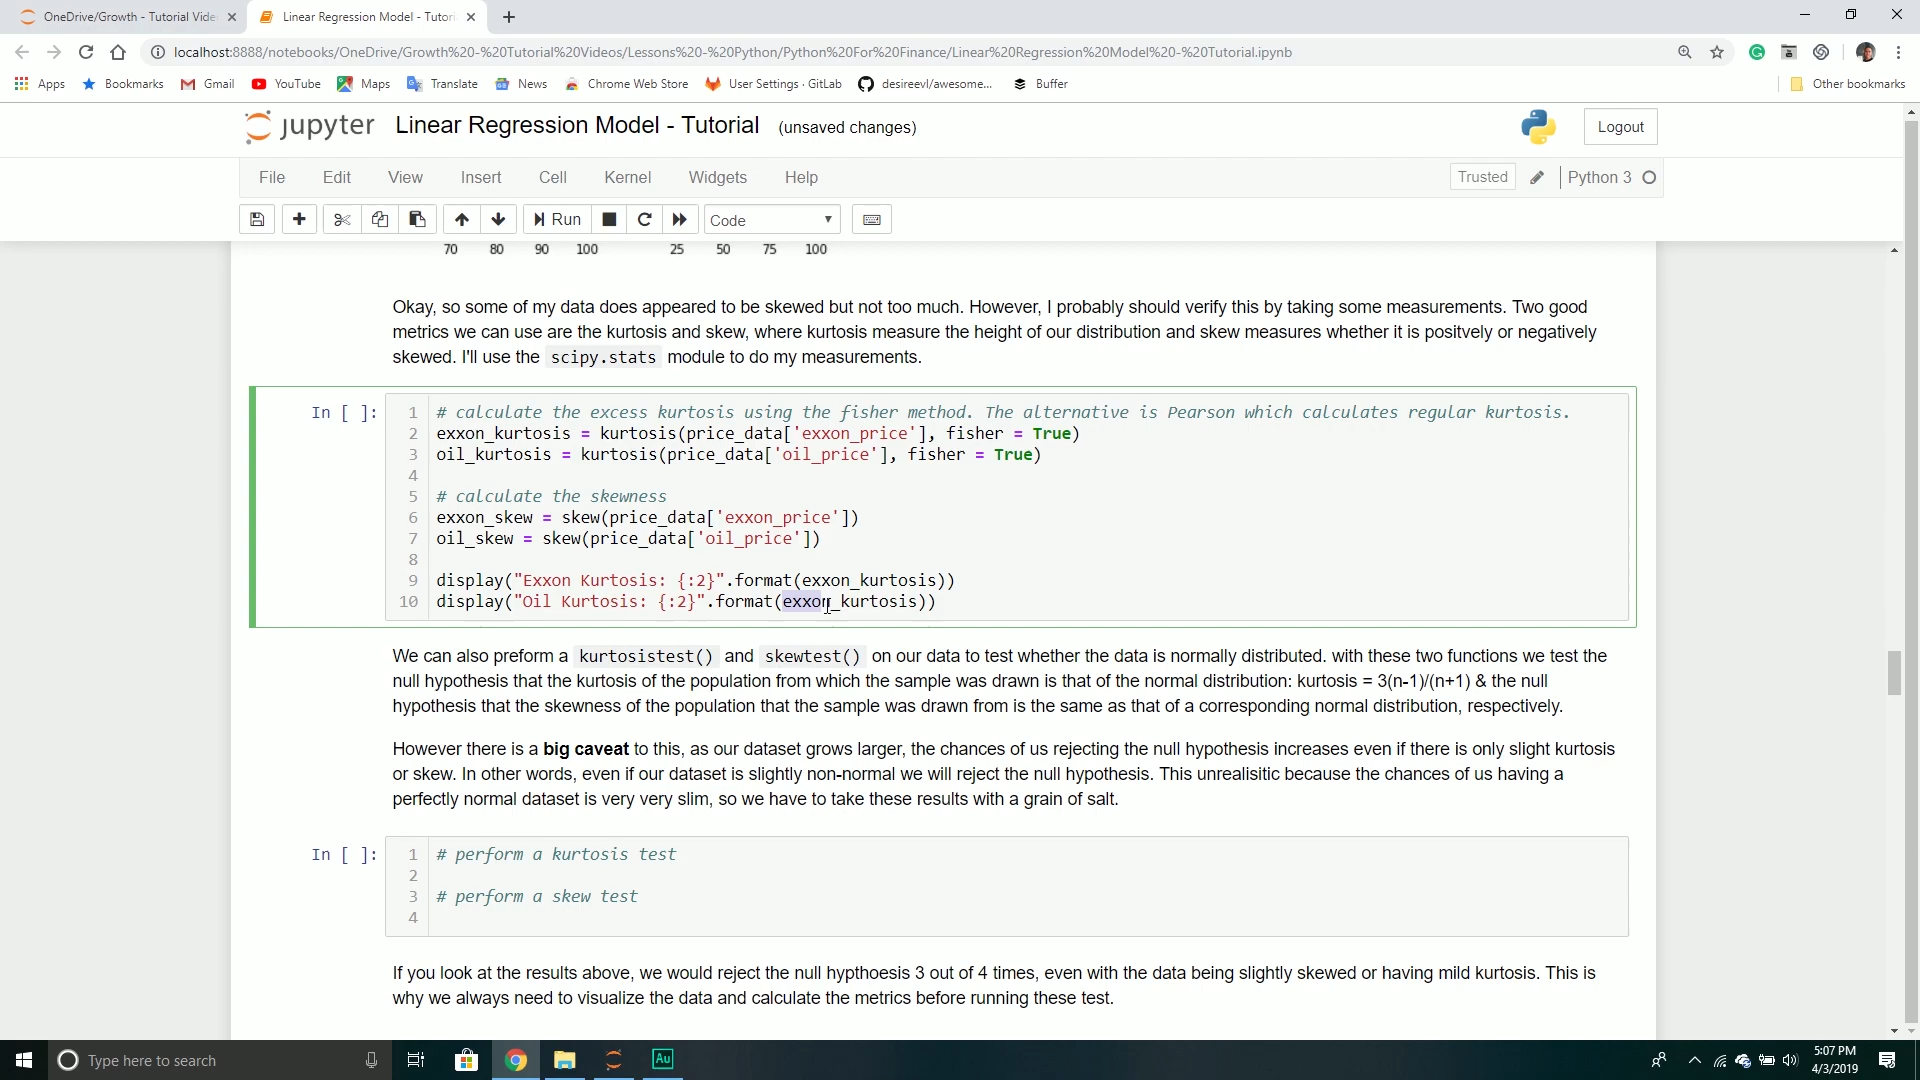 OneDrive/Growth - Tutorial Vide
Linear Regression Model - Tutori
localhost:8888/notebooks/OneDrive/Growth%20-%20Tutorial%20Videos/Lessons%20-%20Python/Python%20For%20Finance/Linear%20Regression%20Model%20-%20Tutorial.ipynb
Apps Bookmarks Gmail YouTube Maps Translate News Chrome Web Store User Settings · GitLab desireevl/awesome... Buffer Other bookmarks
jupyter Linear Regression Model - Tutorial (unsaved changes) Logout
File Edit View Insert Cell Kernel Widgets Help Trusted Python 3
Run Code
70 80 90 100 25 50 75 100
Okay, so some of my data does appeared to be skewed but not too much. However, I probably should verify this by taking some measurements. Two good
metrics we can use are the kurtosis and skew, where kurtosis measure the height of our distribution and skew measures whether it is positvely or negatively
skewed. I'll use the scipy.stats module to do my measurements.
In [ ]: 1 # calculate the excess kurtosis using the fisher method. The alternative is Pearson which calculates regular kurtosis.
2 exxon_kurtosis = kurtosis(price_data['exxon_price'], fisher = True)
3 oil_kurtosis = kurtosis(price_data['oil_price'], fisher = True)
4
5 # calculate the skewness
6 exxon_skew = skew(price_data['exxon_price'])
7 oil_skew = skew(price_data['oil_price'])
8
9 display("Exxon Kurtosis: {:2}".format(exxon_kurtosis))
10 display("Oil Kurtosis: {:2}".format(exxon_kurtosis))
We can also preform a kurtosistest() and skewtest() on our data to test whether the data is normally distributed. with these two functions we test the
null hypothesis that the kurtosis of the population from which the sample was drawn is that of the normal distribution: kurtosis = 3(n-1)/(n+1) & the null
hypothesis that the skewness of the population that the sample was drawn from is the same as that of a corresponding normal distribution, respectively.
However there is a big caveat to this, as our dataset grows larger, the chances of us rejecting the null hypothesis increases even if there is only slight kurtosis
or skew. In other words, even if our dataset is slightly non-normal we will reject the null hypothesis. This unrealisitic because the chances of us having a
perfectly normal dataset is very very slim, so we have to take these results with a grain of salt.
In [ ]: 1 # perform a kurtosis test
2
3 # perform a skew test
4
If you look at the results above, we would reject the null hypthoesis 3 out of 4 times, even with the data being slightly skewed or having mild kurtosis. This is
why we always need to visualize the data and calculate the metrics before running these test.
Type here to search
Au
5:07 PM
4/3/2019